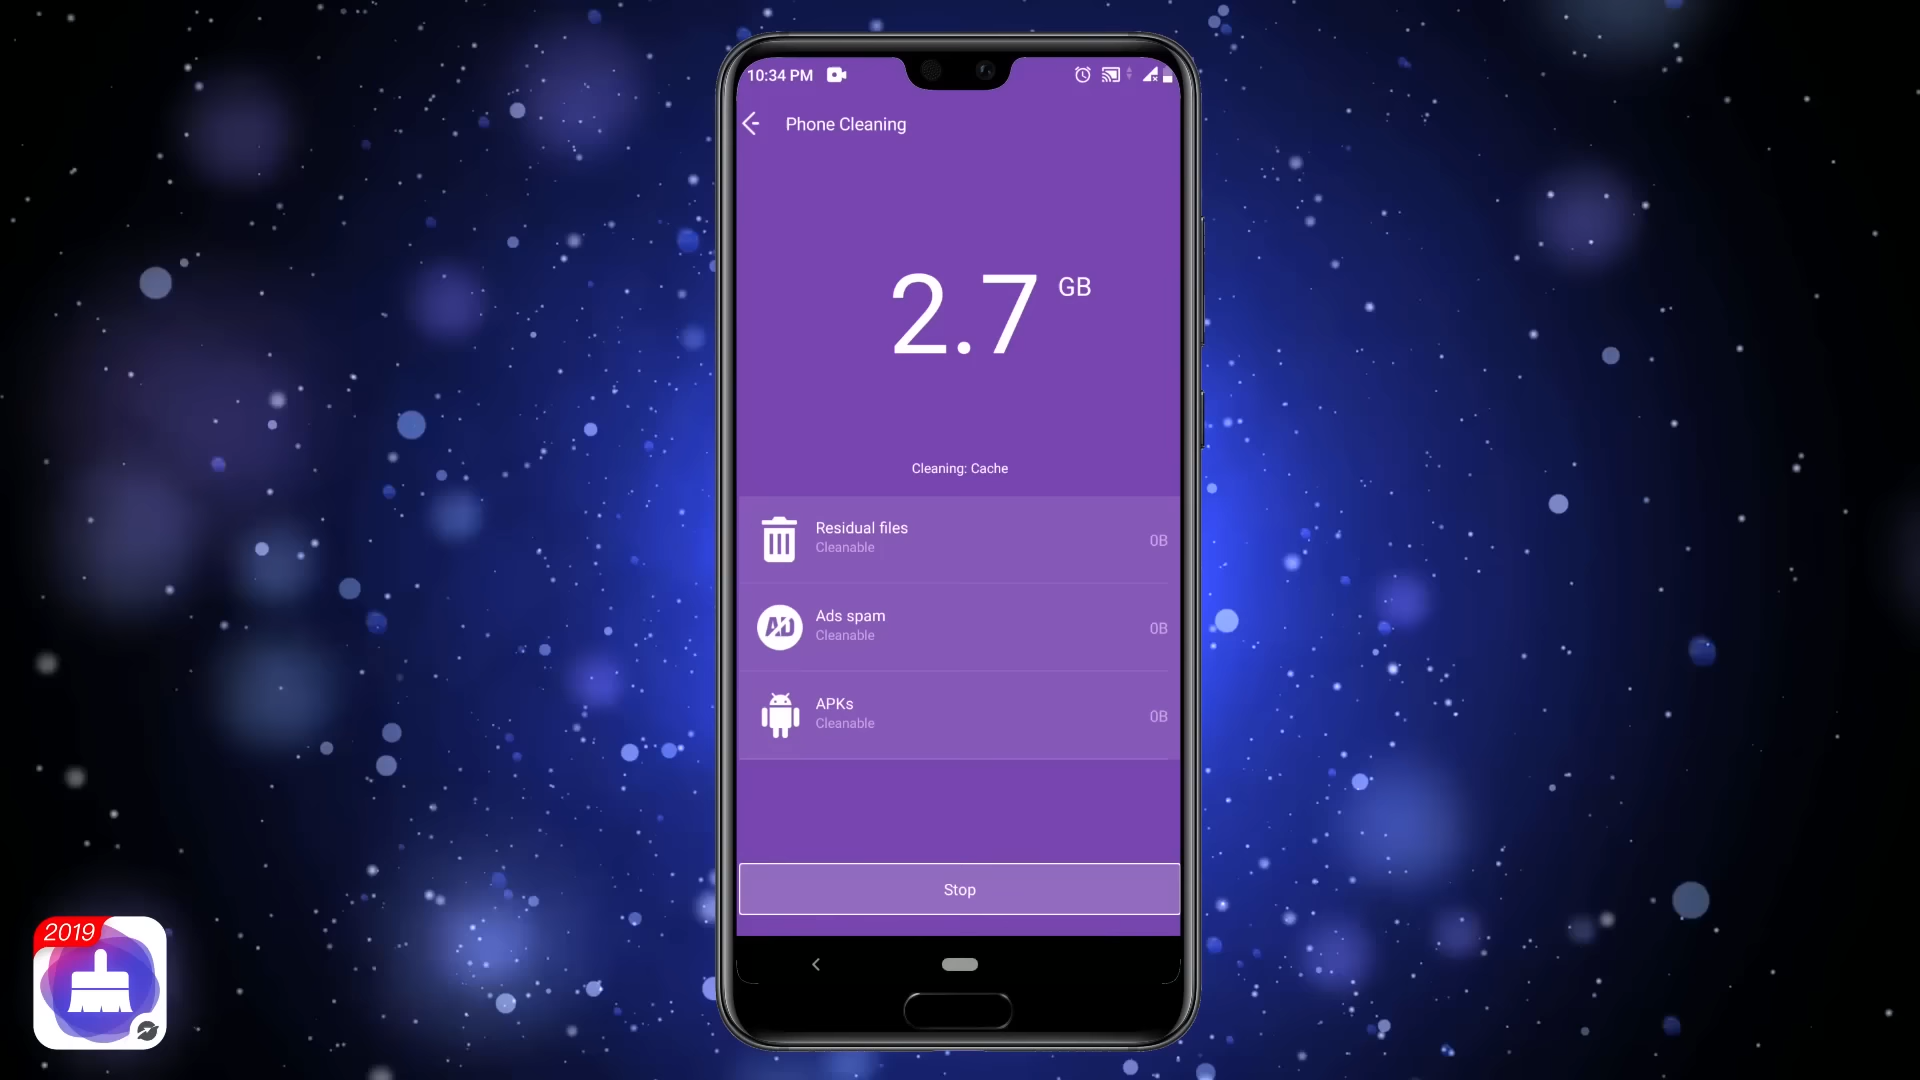 10:34 PM
Phone Cleaning
2.7 GB
Cleaning: Cache
Residual files
Cleanable
0B
Ads spam
Cleanable
0B
AD
APKs
Cleanable
0B
Stop
2019